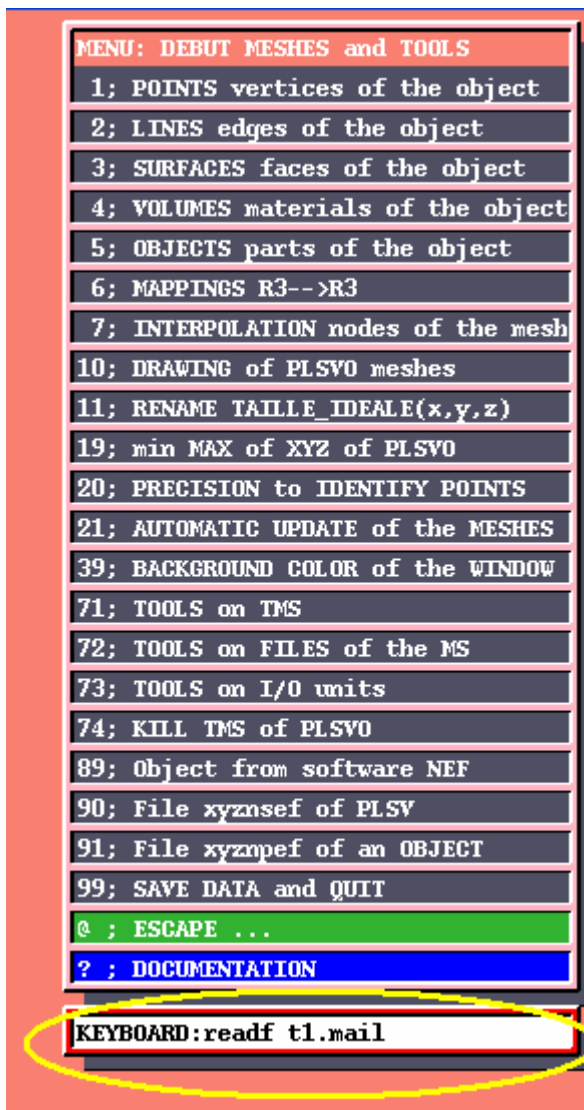 MENU: DEBUT MESHES and TOOLS
1; POINTS vertices of the object
2; LINES edges of the object
3; SURFACES faces of the object
4; VOLUMES materials of the object
5; OBJECTS parts of the object
6; MAPPINGS R3-->R3
7; INTERPOLATION nodes of the mesh
10; DRAWING of PLSVO meshes
11; RENAME TAILLE_IDEALE(x,y,z)
19; min MAX of XYZ of PLSVO
20; PRECISION to IDENTIFY POINTS
21; AUTOMATIC UPDATE of the MESHES
39; BACKGROUND COLOR of the WINDOW
71; TOOLS on TMS
72; TOOLS on FILES of the MS
73; TOOLS on I/O units
74; KILL TMS of PLSVO
89; Object from software NEF
90; File xyznsef of PLSV
91; File xyznpef of an OBJECT
99; SAVE DATA and QUIT
@ ; ESCAPE ...
? ; DOCUMENTATION
KEYBOARD:readf t1.mail